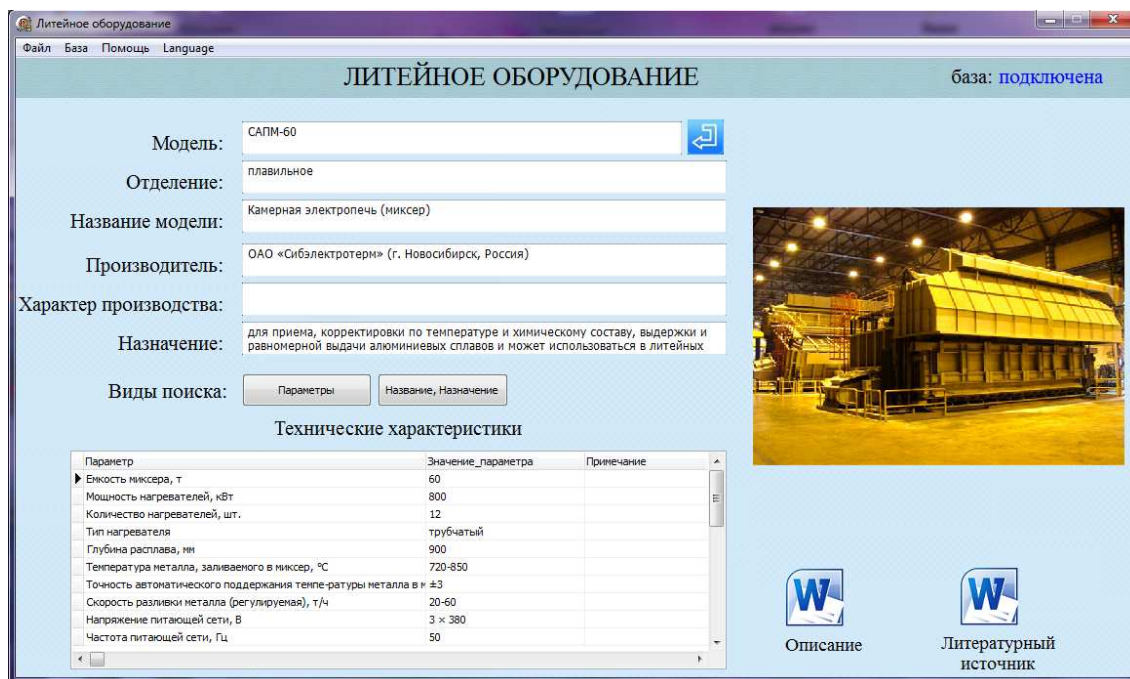 Литейное оборудование
Файл База Помощь Language
ЛИТЕЙНОЕ ОБОРУДОВАНИЕ
база: подключена
Модель: САПМ-60
Отделение: плавильное
Название модели: Камерная электропечь (миксер)
Производитель: ОАО «Сибэлектротерм» (г. Новосибирск, Россия)
Характер производства:
Назначение: для приема, корректировки по температуре и химическому составу, выдержки и
равномерной выдачи алюминиевых сплавов и может использоваться в литейных
Виды поиска: Параметры Название, Назначение
Технические характеристики
Параметр Значение_параметра Примечание
Емкость миксера, т 60
Мощность нагревателей, кВт 800
Количество нагревателей, шт. 12
Тип нагревателя трубчатый
Глубина расплава, мм 900
Температура металла, заливаемого в миксер, °С 720-850
Точность автоматического поддержания темпе-ратуры металла в м ±3
Скорость разливки металла (регулируемая), т/ч 20-60
Напряжение питающей сети, В 3 × 380
Частота питающей сети, Гц 50
Описание
Литературный
источник